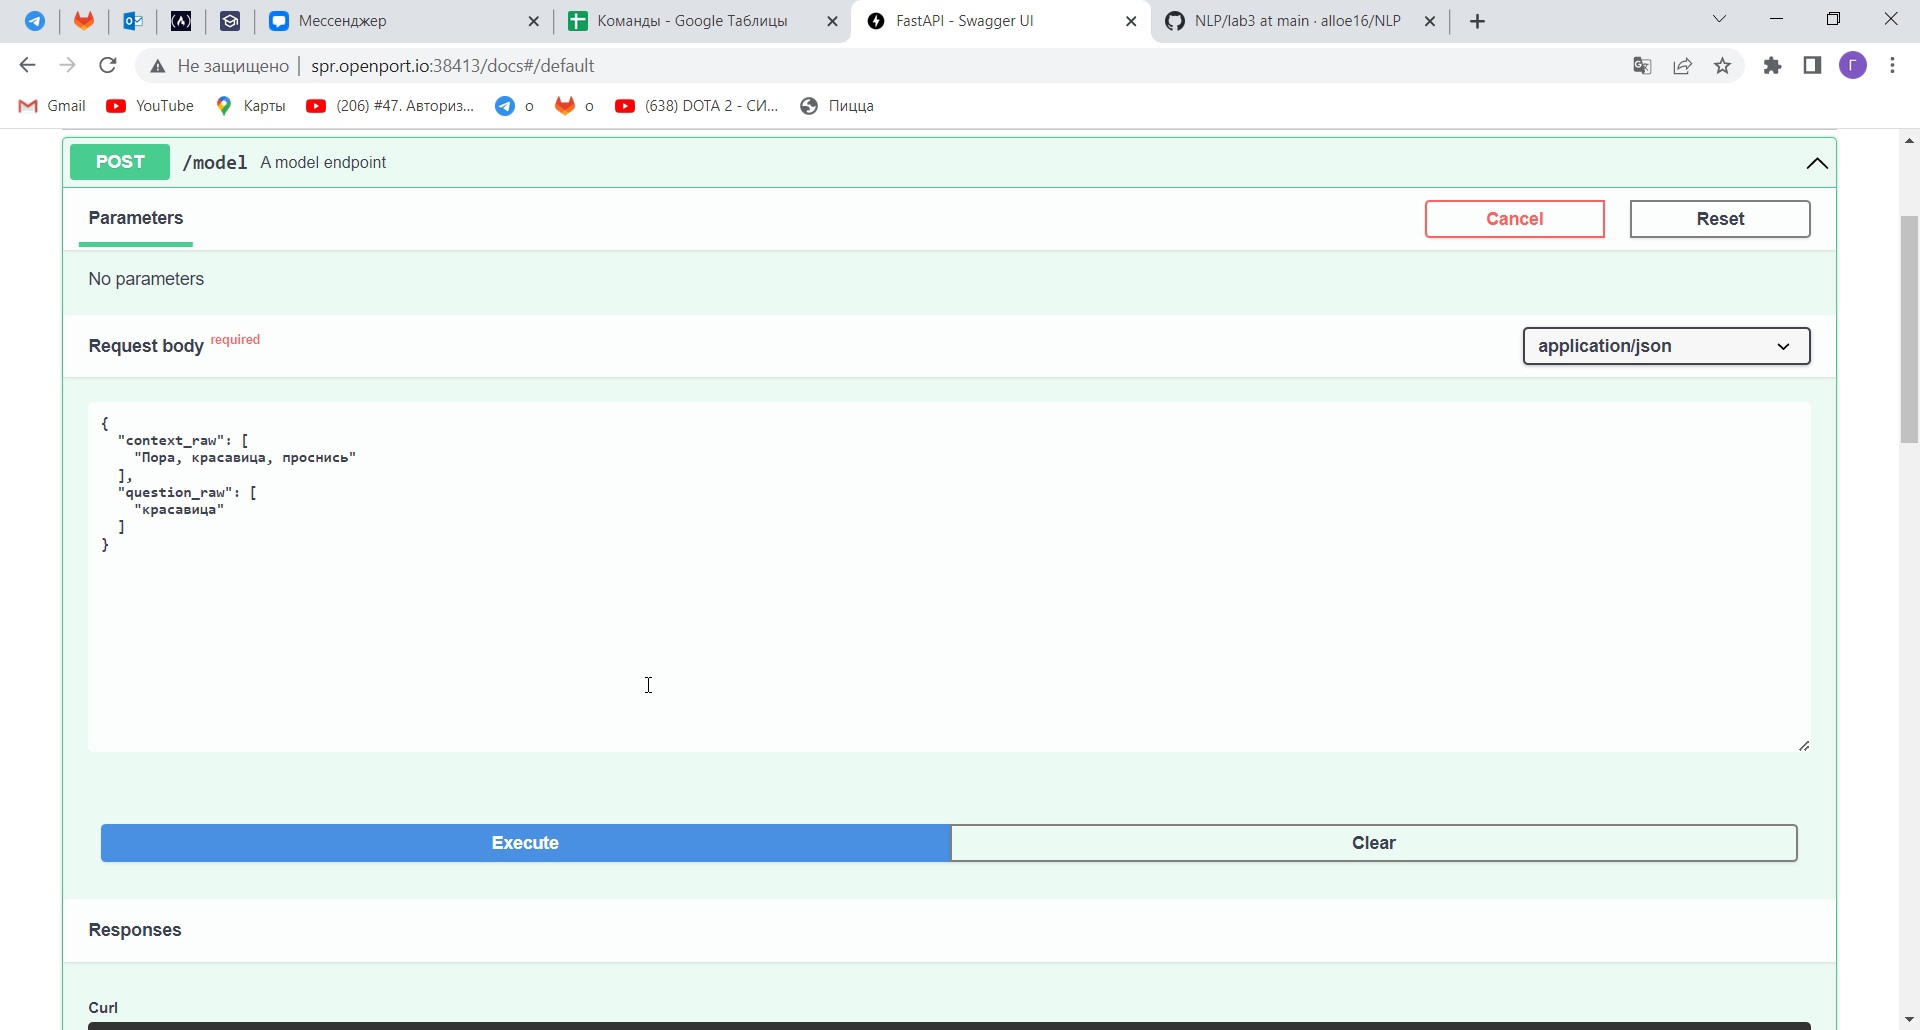 Мессенджер
Команды - Google Таблицы
FastAPI - Swagger UI
NLP/lab3 at main · alloe16/NLP
Не защищено | spr.openport.io:38413/docs#/default
Г
Gmail
YouTube
Карты
(206) #47. Авториз...
o
o
(638) DOTA 2 - СИ...
Пицца
POST /model A model endpoint
Parameters
Cancel
Reset
No parameters
Request body required
application/json
{
"context_raw": [
"Пора, красавица, проснись"
],
"question_raw": [
"красавица"
]
}
Execute
Clear
Responses
Curl